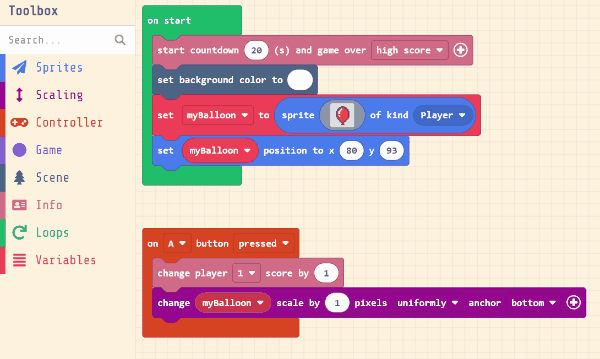 Toolbox
Search...
Sprites
Scaling
Controller
Game
Scene
Info
Loops
Variables
on start
start countdown 20 (s) and game over high score
set background color to
set myBalloon to sprite of kind Player
set myBalloon position to x 80 y 93
on A button pressed
change player 1 score by 1
change myBalloon scale by 1 pixels uniformly anchor bottom